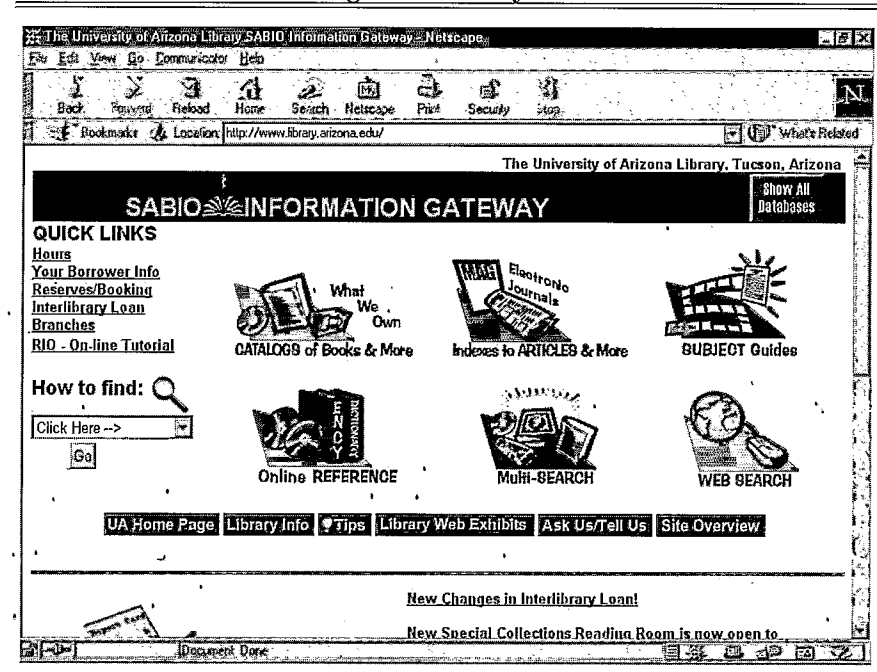 The University of Arizona Library SABIO Information Gateway - Netscape
File Edit View Go Communicator Help
Back Forward Reload Home Search Netscape Print Security Stop
Bookmarks Location: http://www.library.arizona.edu/ What's Related
The University of Arizona Library, Tucson, Arizona
SABIO INFORMATION GATEWAY
Show All
Databases
QUICK LINKS
Hours
Your Borrower Info
Reserves/Booking
Interlibrary Loan
Branches
RIO - On-line Tutorial
What
We
Own
CATALOGS of Books & More
MAG
Electronic
Journals
Indexes to ARTICLES & More
SUBJECT Guides
How to find:
Click Here -->
Go
ENCY
DICTIONARY
Online REFERENCE
Multi-SEARCH
WEB SEARCH
UA Home Page Library Info Tips Library Web Exhibits Ask Us/Tell Us Site Overview
New Changes in Interlibrary Loan!
New Special Collections Reading Room is now open to
Document Done